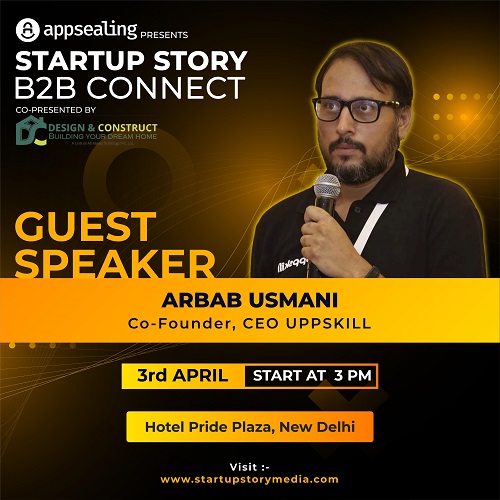 appsealing PRESENTS
STARTUP STORY
B2B CONNECT
CO-PRESENTED BY
DESIGN & CONSTRUCT
BUILDING YOUR DREAM HOME
GUEST
SPEAKER
ARBAB USMANI
Co-Founder, CEO UPPSKILL
3rd APRIL START AT 3 PM
Hotel Pride Plaza, New Delhi
Visit :-
www.startupstorymedia.com